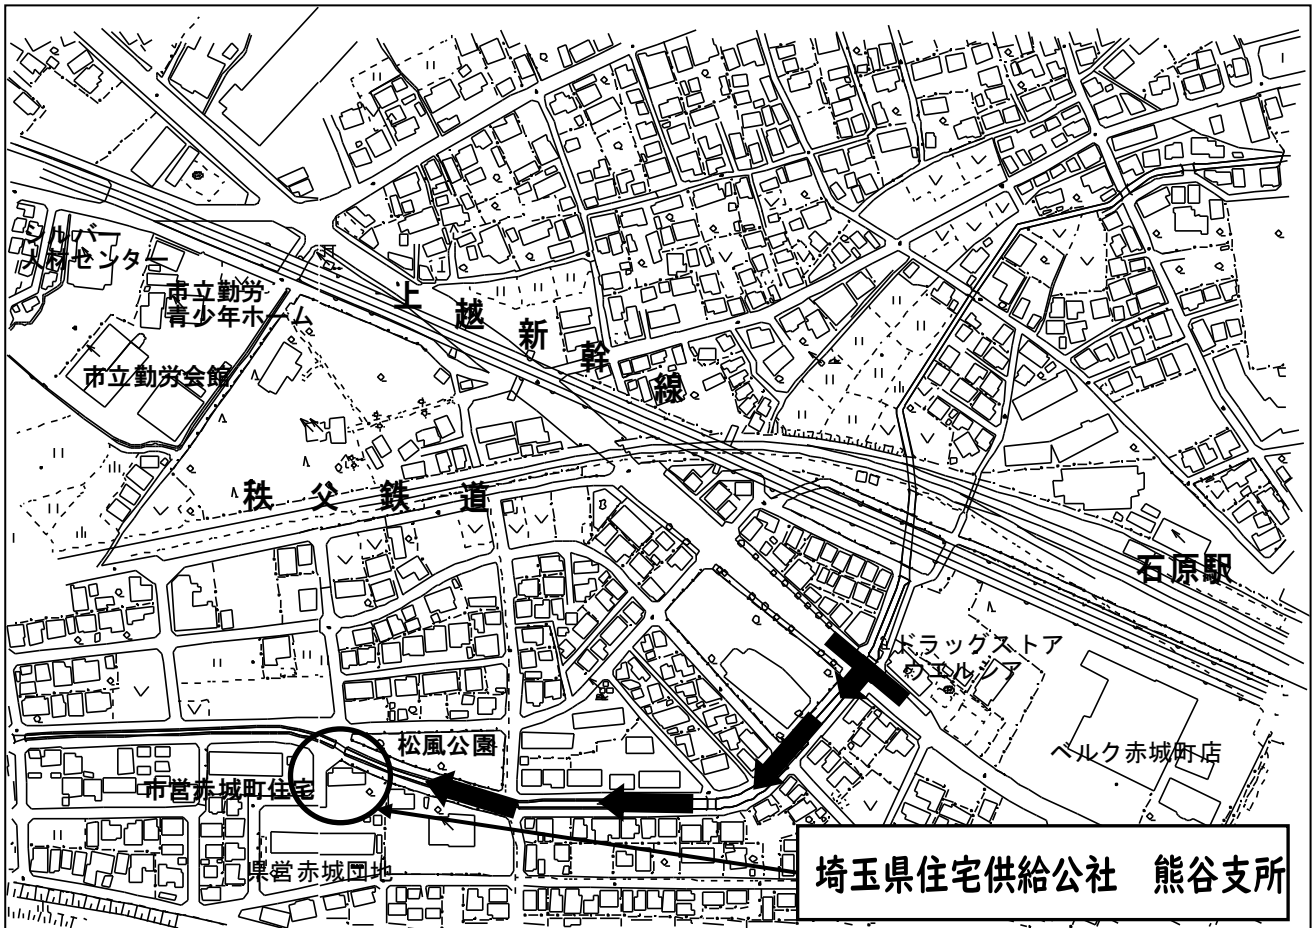 シルバー
人材センター
市立勤労
青少年ホーム
市立勤労会館
上越新幹線
秩父鉄道
石原駅
ドラッグストア
ウエルシア
ベルク赤城町店
松風公園
市営赤城町住宅
県営赤城団地
埼玉県住宅供給公社　熊谷支所